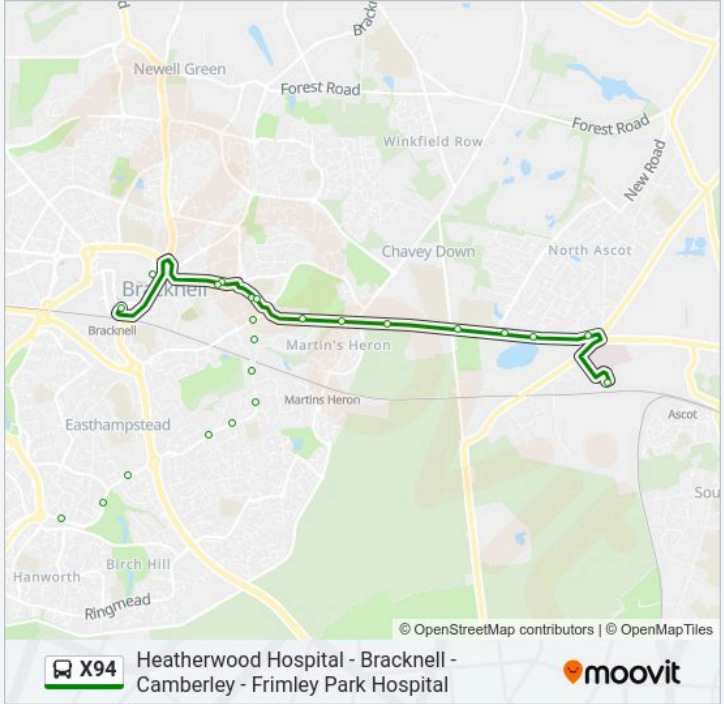 Newell Green
Forest Road
Forest Road
Winkfield Row
New Road
Chavey Down
North Ascot
Bracknell
Bracknell
Martin's Heron
Martins Heron
Ascot
Easthampstead
Birch Hill
Hanworth
Ringmead
© OpenStreetMap contributors | © OpenMapTiles
X94
Heatherwood Hospital - Bracknell -
Camberley - Frimley Park Hospital
moovit